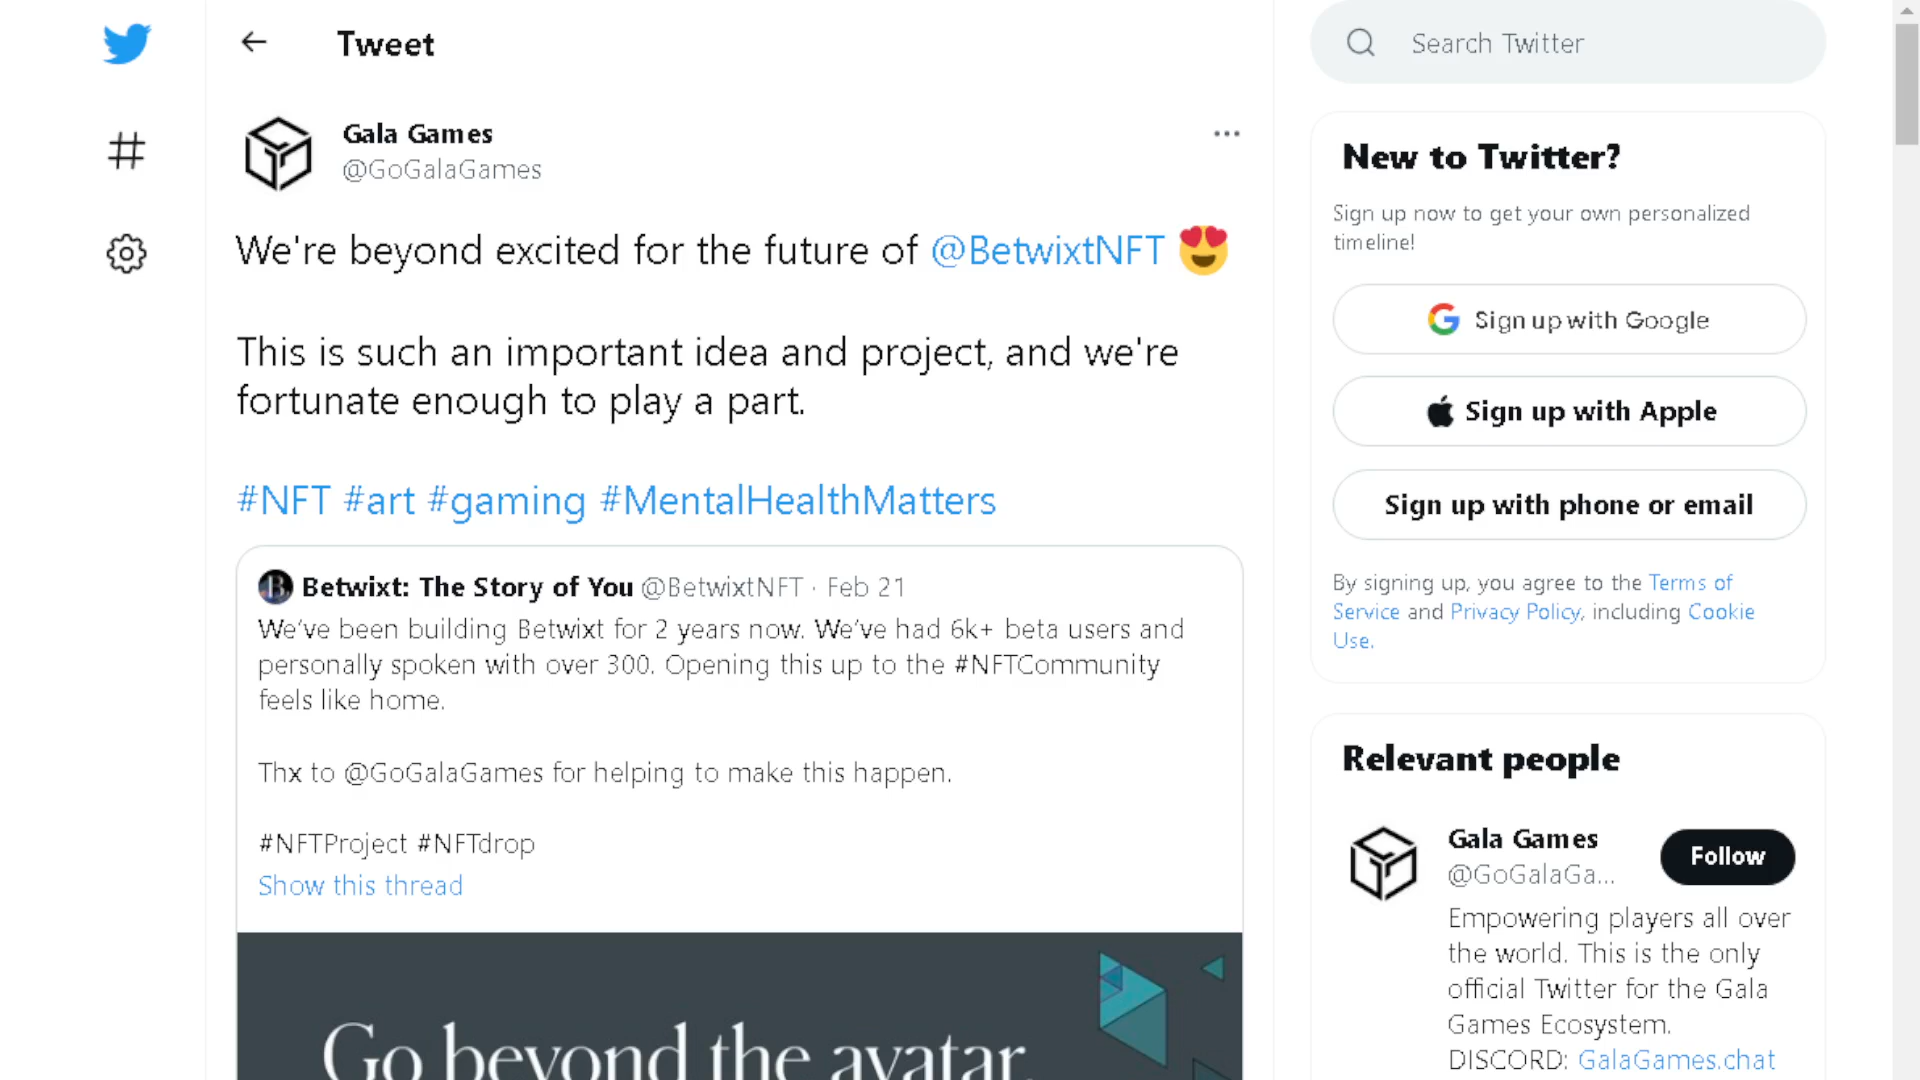 Tweet
Gala Games
@GoGalaGames
We're beyond excited for the future of @BetwixtNFT 😍
This is such an important idea and project, and we're
fortunate enough to play a part.
#NFT #art #gaming #MentalHealthMatters
Betwixt: The Story of You @BetwixtNFT · Feb 21
We’ve been building Betwixt for 2 years now. We’ve had 6k+ beta users and
personally spoken with over 300. Opening this up to the #NFTCommunity
feels like home.
Thx to @GoGalaGames for helping to make this happen.
#NFTProject #NFTdrop
Show this thread
Go beyond the avatar.
Search Twitter
New to Twitter?
Sign up now to get your own personalized
timeline!
Sign up with Google
Sign up with Apple
Sign up with phone or email
By signing up, you agree to the Terms of
Service and Privacy Policy, including Cookie
Use.
Relevant people
Gala Games
@GoGalaGa...
Follow
Empowering players all over
the world. This is the only
official Twitter for the Gala
Games Ecosystem.
DISCORD: GalaGames.chat